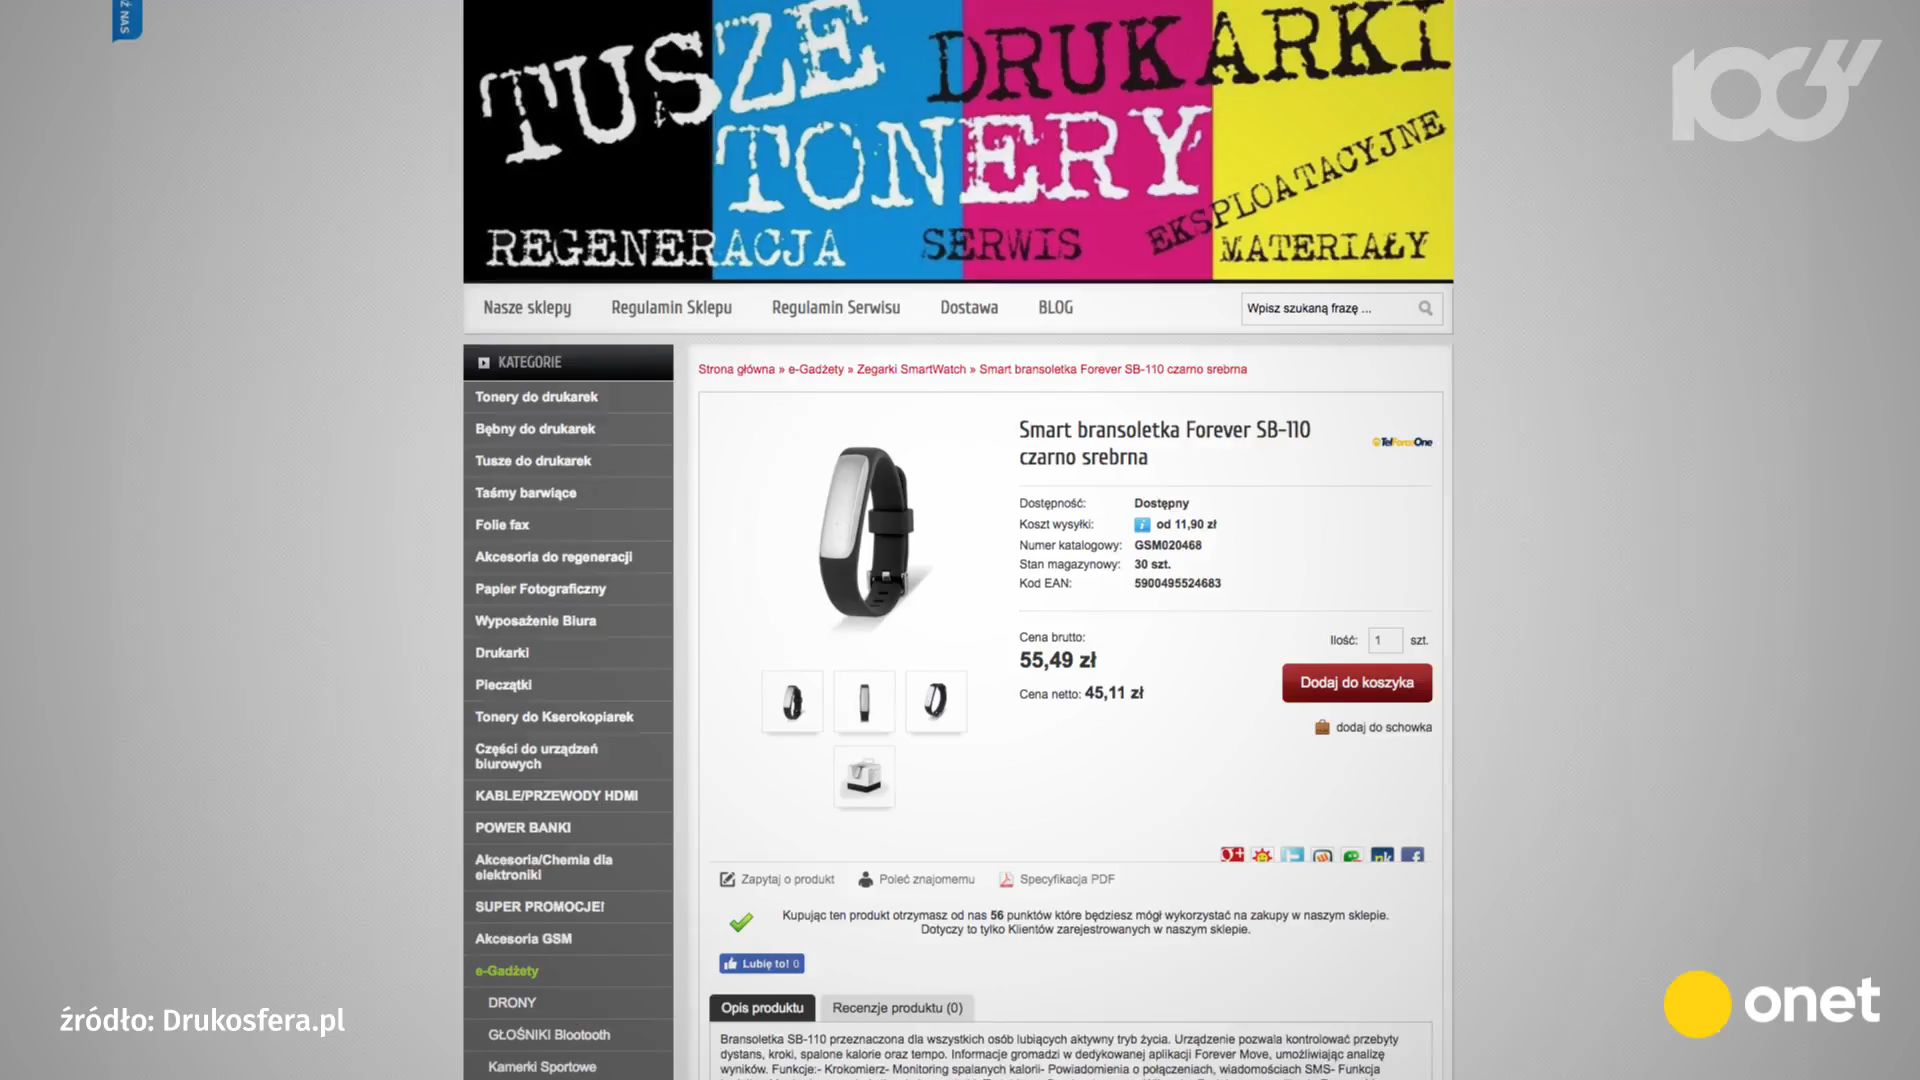 Ź NAS
TUSZE DRUKARKI
TONERY
EKSPLOATACYJNE
REGENERACJA SERWIS MATERIAŁY
Nasze sklepy Regulamin Sklepu Regulamin Serwisu Dostawa BLOG Wpisz szukaną frazę ...
KATEGORIE
Tonery do drukarek
Bębny do drukarek
Tusze do drukarek
Taśmy barwiące
Folie fax
Akcesoria do regeneracji
Papier Fotograficzny
Wyposażenie Biura
Drukarki
Pieczątki
Tonery do Kserokopiarek
Części do urządzeń
biurowych
KABLE/PRZEWODY HDMI
POWER BANKI
Akcesoria/Chemia dla
elektroniki
SUPER PROMOCJE!
Akcesoria GSM
e-Gadżety
DRONY
GŁOŚNIKI Blootooth
Kamerki Sportowe
Strona główna » e-Gadżety » Zegarki SmartWatch » Smart bransoletka Forever SB-110 czarno srebrna
Smart bransoletka Forever SB-110
czarno srebrna
TelForceOne
Dostępność: Dostępny
Koszt wysyłki: od 11,90 zł
Numer katalogowy: GSM020468
Stan magazynowy: 30 szt.
Kod EAN: 5900495524683
Cena brutto:
55,49 zł
Cena netto: 45,11 zł
Ilość: 1 szt.
Dodaj do koszyka
dodaj do schowka
Zapytaj o produkt Poleć znajomemu Specyfikacja PDF
Kupując ten produkt otrzymasz od nas 56 punktów które będziesz mógł wykorzystać na zakupy w naszym sklepie.
Dotyczy to tylko Klientów zarejestrowanych w naszym sklepie.
Lubię to! 0
Opis produktu Recenzje produktu (0)
Bransoletka SB-110 przeznaczona dla wszystkich osób lubiących aktywny tryb życia. Urządzenie pozwala kontrolować przebyty
dystans, kroki, spalone kalorie oraz tempo. Informacje gromadzi w dedykowanej aplikacji Forever Move, umożliwiając analizę
wyników. Funkcje:- Krokomierz- Monitoring spalanych kalorii- Powiadomienia o połączeniach, wiadomościach SMS- Funkcja
źródło: Drukosfera.pl
100"
onet